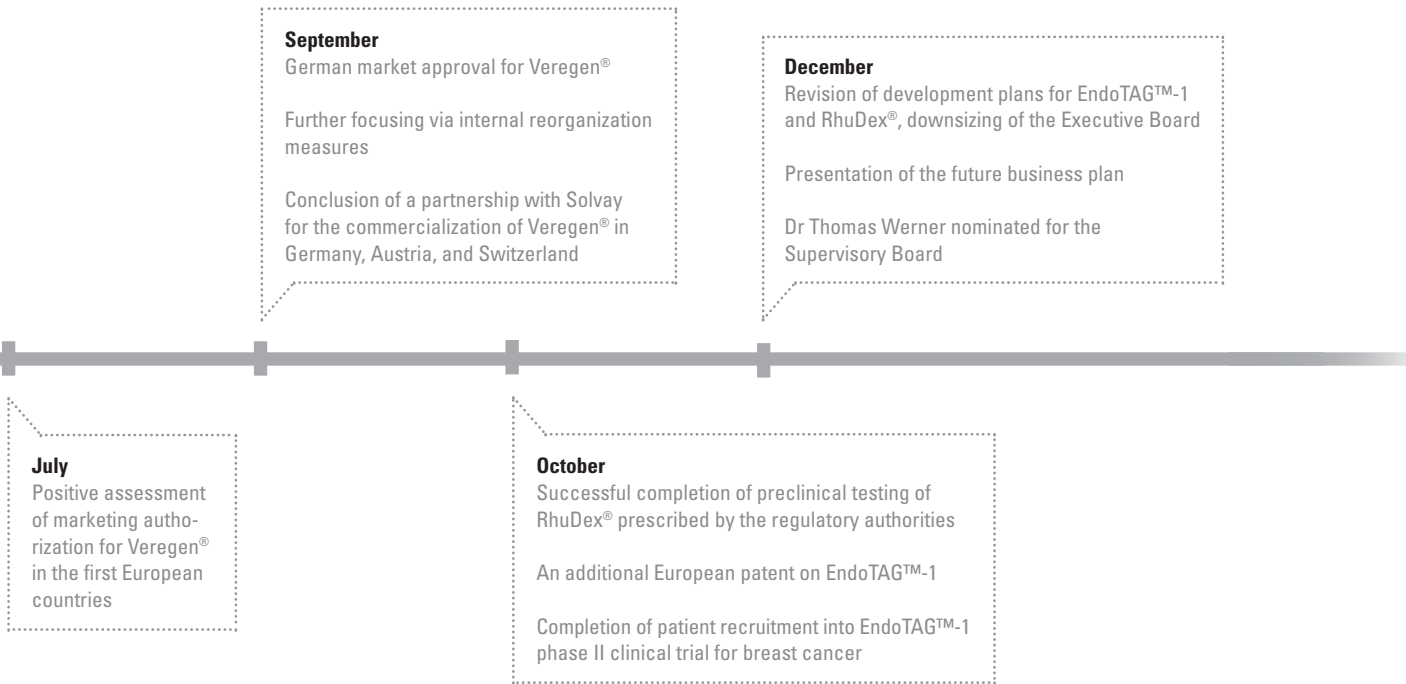 September
German market approval for Veregen®
Further focusing via internal reorganization
measures
Conclusion of a partnership with Solvay
for the commercialization of Veregen® in
Germany, Austria, and Switzerland
December
Revision of development plans for EndoTAG™-1
and RhuDex®, downsizing of the Executive Board
Presentation of the future business plan
Dr Thomas Werner nominated for the
Supervisory Board
July
Positive assessment
of marketing autho-
rization for Veregen®
in the first European
countries
October
Successful completion of preclinical testing of
RhuDex® prescribed by the regulatory authorities
An additional European patent on EndoTAG™-1
Completion of patient recruitment into EndoTAG™-1
phase II clinical trial for breast cancer